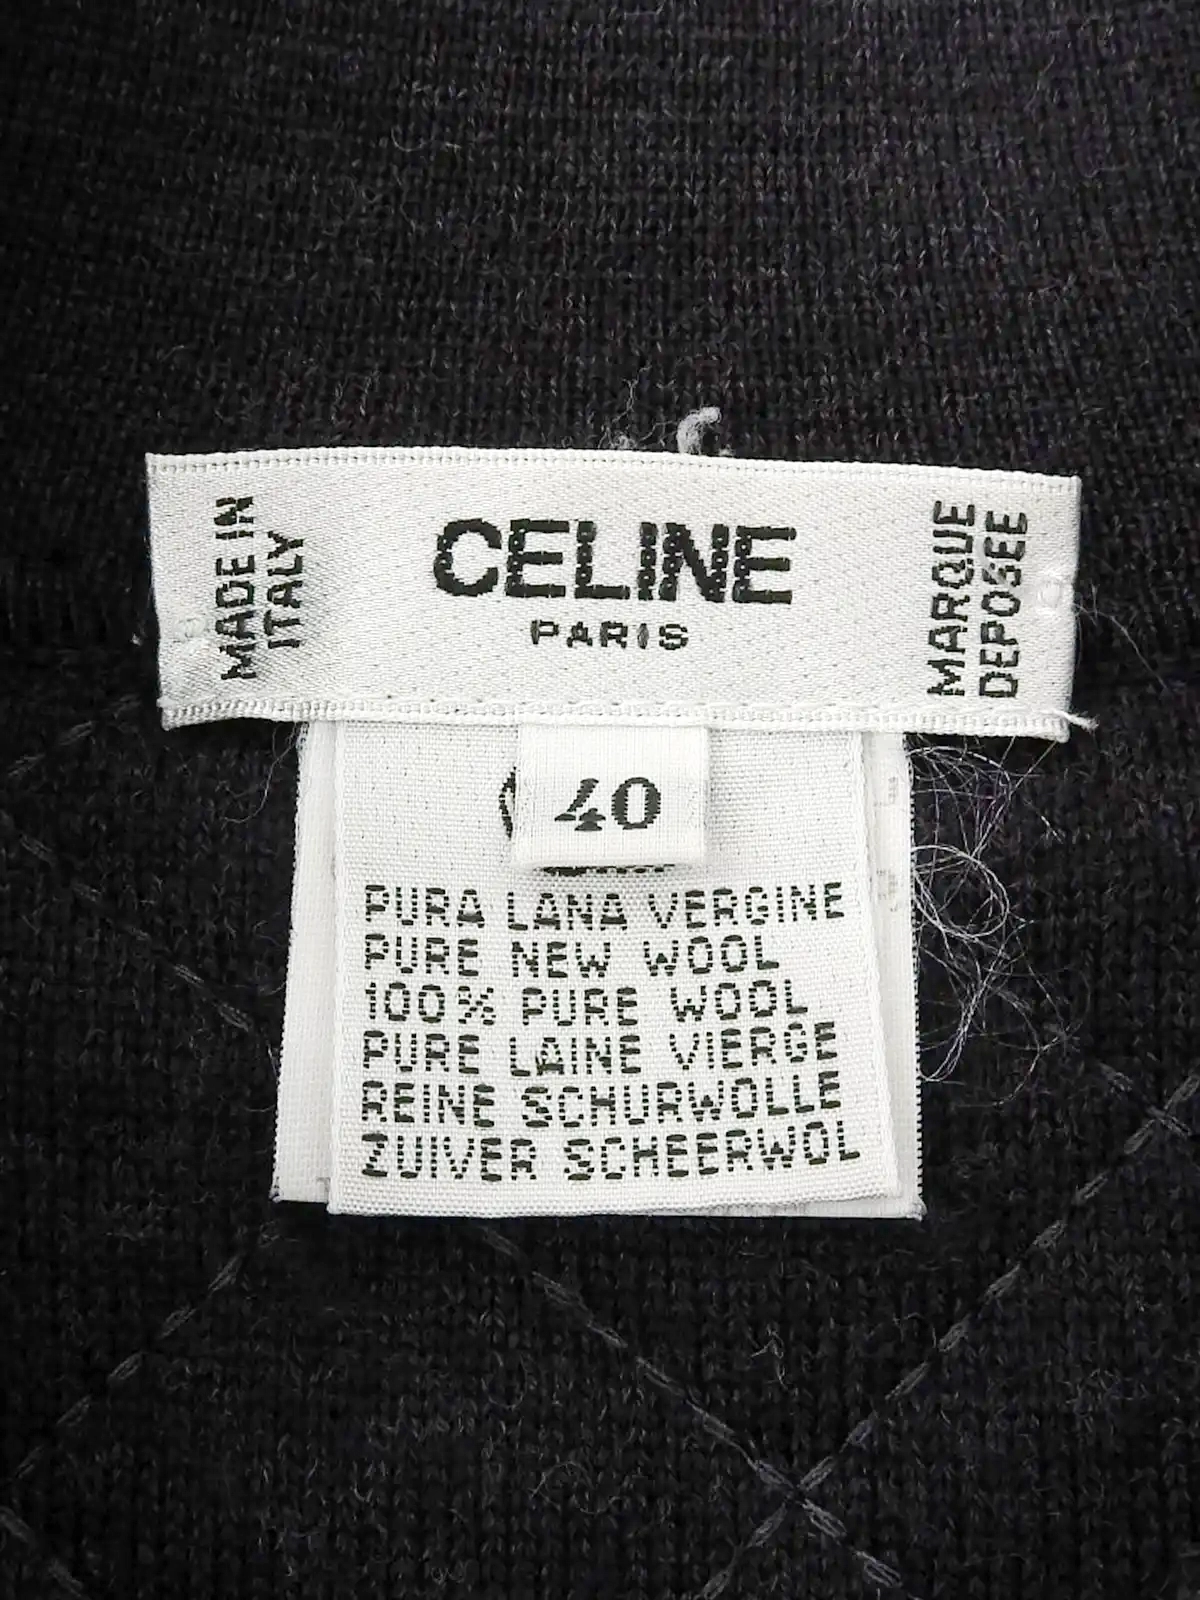 MADE IN
ITALY
CELINE
PARIS
MARQUE
DEPOSÉE
40
PURA LANA VERGINE
PURE NEW WOOL
100% PURE WOOL
PURE LAINE VIERGE
REINE SCHURWOLLE
ZUIVER SCHEERWOL